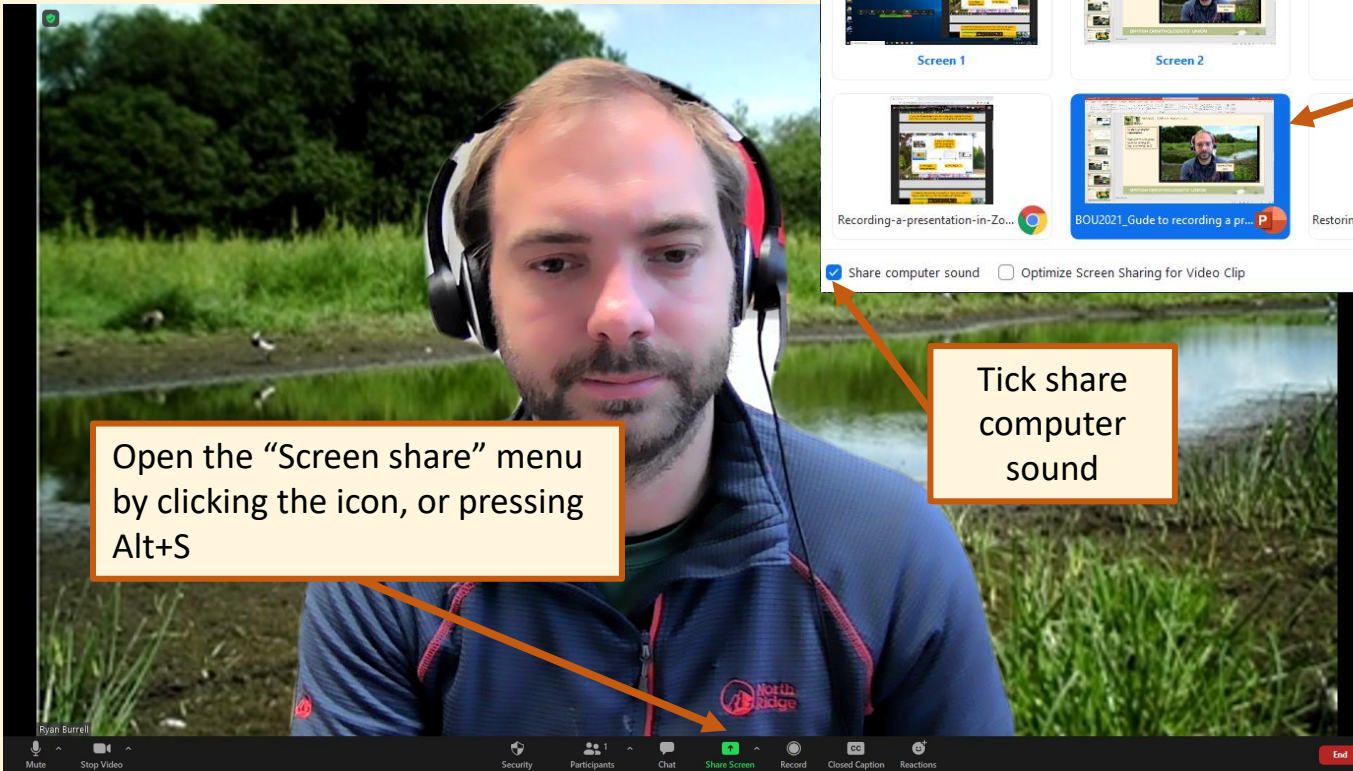 Screen 1
Screen 2
Recording-a-presentation-in-Zo...
BOU2021_Gude to recording a pr...
P
Restorin
Share computer sound
Optimize Screen Sharing for Video Clip
Tick share
computer
sound
Open the “Screen share” menu
by clicking the icon, or pressing
Alt+S
North
Ridge
Ryan Burrell
Mute
Stop Video
Security
1
Participants
Chat
Share Screen
Record
CC
Closed Caption
Reactions
End